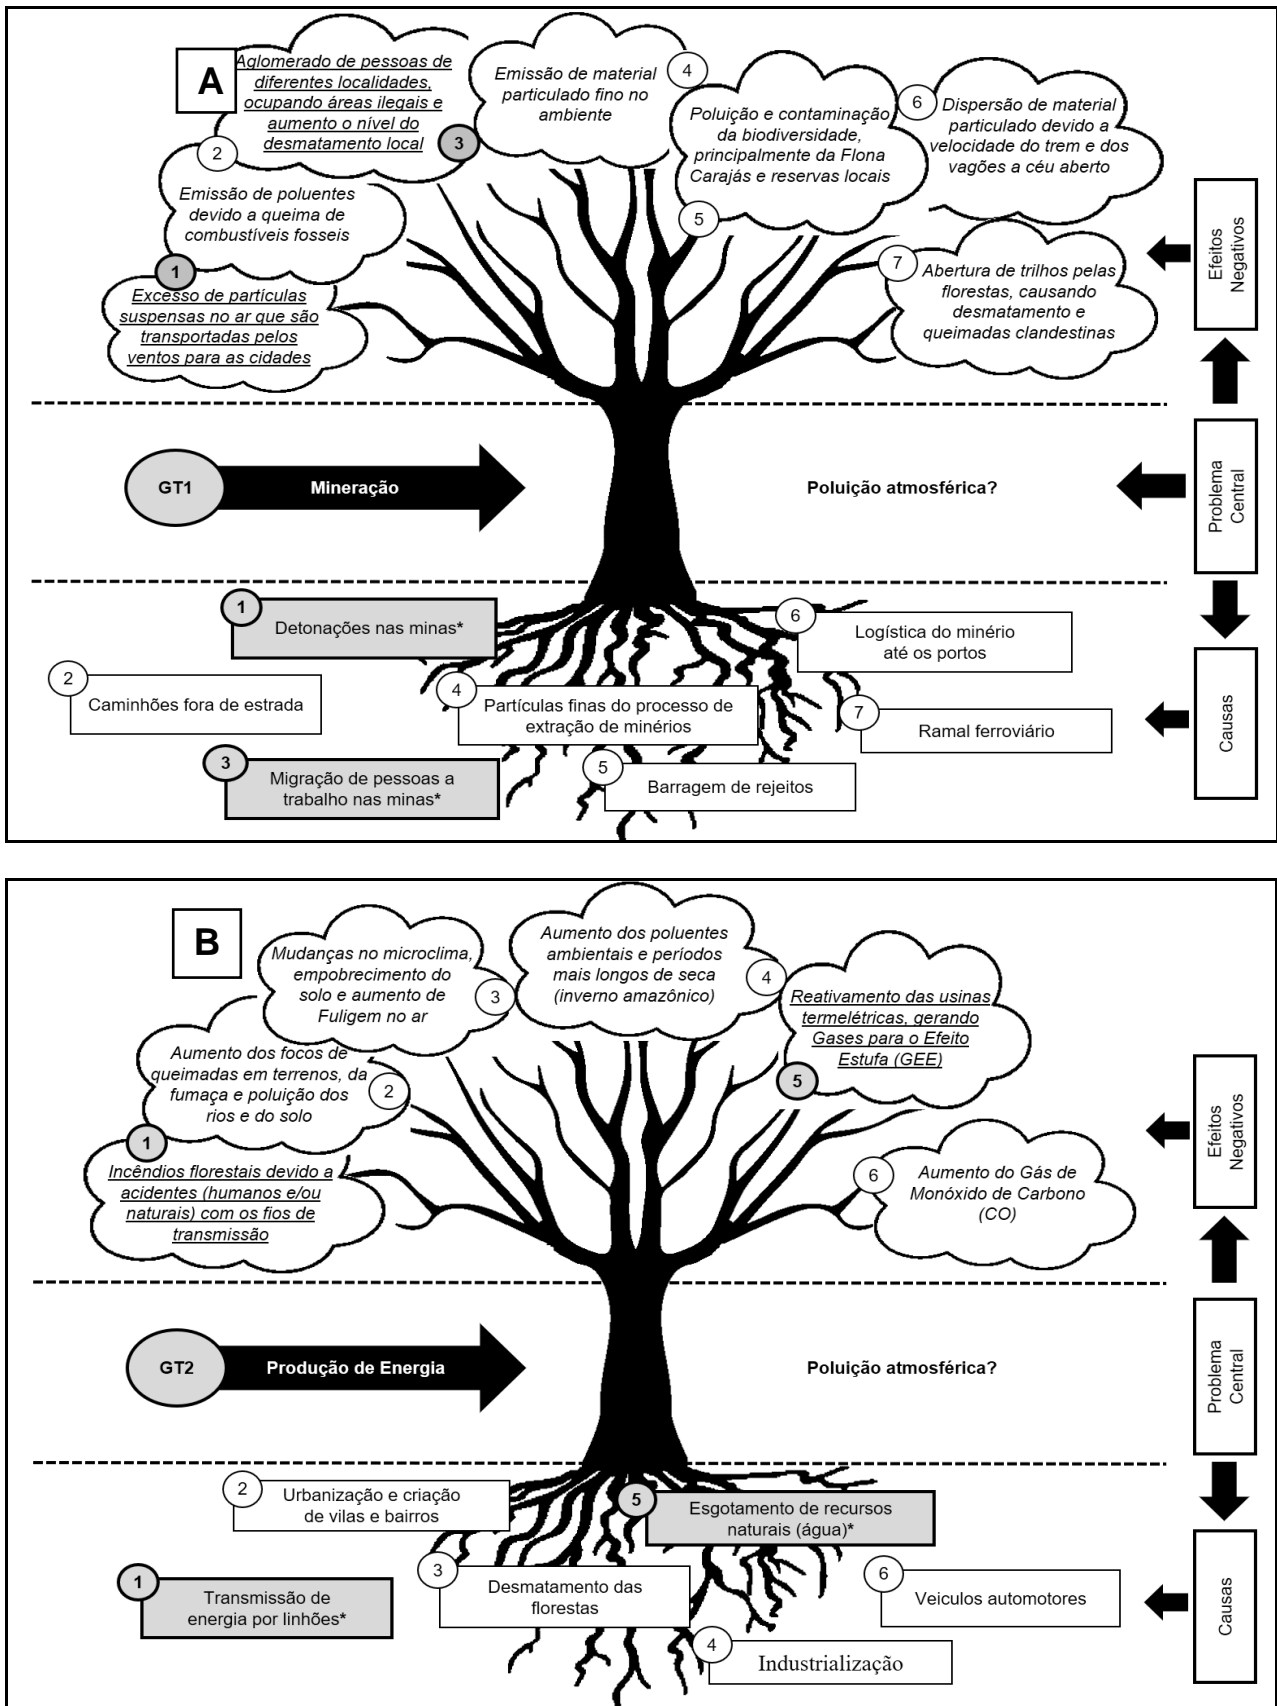 A
Aglomerado de pessoas de
diferentes localidades,
ocupando áreas ilegais e
aumento o nível do
desmatamento local
3
Emissão de material
particulado fino no
ambiente
4
Poluição e contaminação
da biodiversidade,
principalmente da Flona
Carajás e reservas locais
5
6
Dispersão de material
particulado devido a
velocidade do trem e dos
vagões a céu aberto
2
Emissão de poluentes
devido a queima de
combustíveis fosseis
1
Excesso de partículas
suspensas no ar que são
transportadas pelos
ventos para as cidades
7
Abertura de trilhos pelas
florestas, causando
desmatamento e
queimadas clandestinas
Efeitos
Negativos
GT1
Mineração
Poluição atmosférica?
Problema
Central
1
Detonações nas minas*
6
Logística do minério
até os portos
2
Caminhões fora de estrada
4
Partículas finas do processo de
extração de minérios
7
Ramal ferroviário
3
Migração de pessoas a
trabalho nas minas*
5
Barragem de rejeitos
Causas
B
Mudanças no microclima,
empobrecimento do
solo e aumento de
Fuligem no ar
3
Aumento dos poluentes
ambientais e períodos
mais longos de seca
(inverno amazônico)
4
Reativamento das usinas
termelétricas, gerando
Gases para o Efeito
Estufa (GEE)
5
Aumento dos focos de
queimadas em terrenos, da
fumaça e poluição dos
rios e do solo
2
1
Incêndios florestais devido a
acidentes (humanos e/ou
naturais) com os fios de
transmissão
6
Aumento do Gás de
Monóxido de Carbono
(CO)
Efeitos
Negativos
GT2
Produção de Energia
Poluição atmosférica?
Problema
Central
2
Urbanização e criação
de vilas e bairros
5
Esgotamento de recursos
naturais (água)*
1
Transmissão de
energia por linhões*
3
Desmatamento das
florestas
6
Veiculos automotores
4
Industrialização
Causas